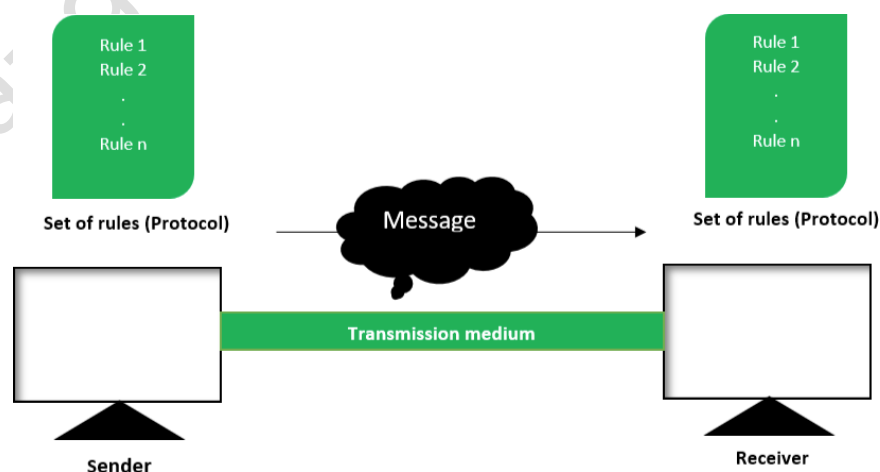 Rule 1
Rule 2
.
.
Rule n
Set of rules (Protocol)
Rule 1
Rule 2
.
.
Rule n
Set of rules (Protocol)
Message
Transmission medium
Sender
Receiver